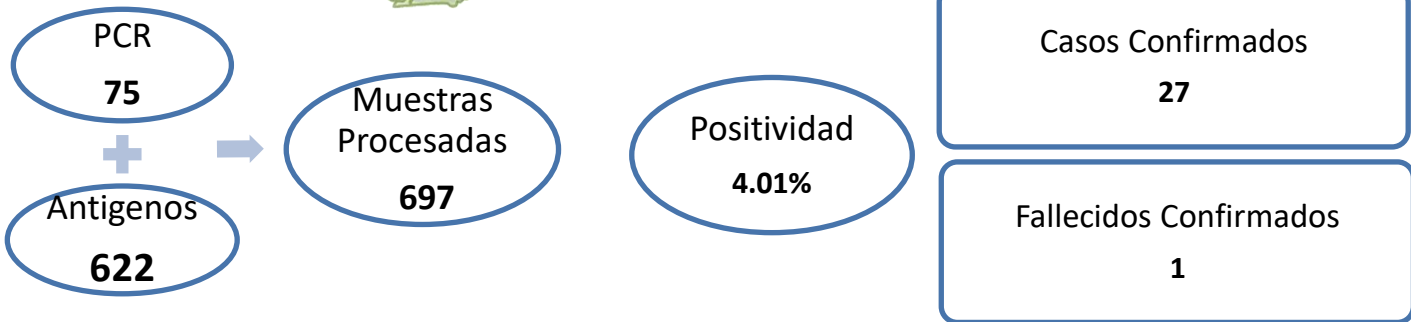 PCR
75
Antigenos
622
Muestras
Procesadas
697
Positividad
4.01%
Casos Confirmados
27
Fallecidos Confirmados
1